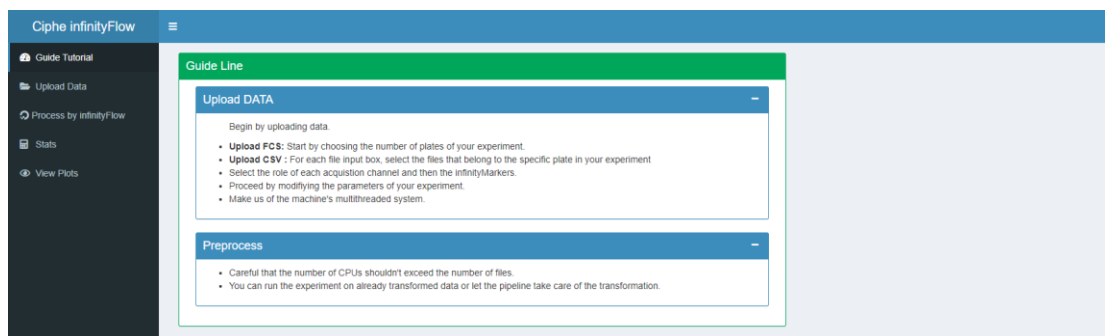 Ciphe infinityFlow
Guide Tutorial
Upload Data
Process by infinityFlow
Stats
View Plots
Guide Line
Upload DATA
Begin by uploading data.
Upload FCS: Start by choosing the number of plates of your experiment.
Upload CSV : For each file input box, select the files that belong to the specific plate in your experiment
Select the role of each acquistion channel and then the infinityMarkers.
Proceed by modifiying the parameters of your experiment.
Make us of the machine's multithreaded system.
Preprocess
Careful that the number of CPUs shouldn't exceed the number of files.
You can run the experiment on already transformed data or let the pipeline take care of the transformation.